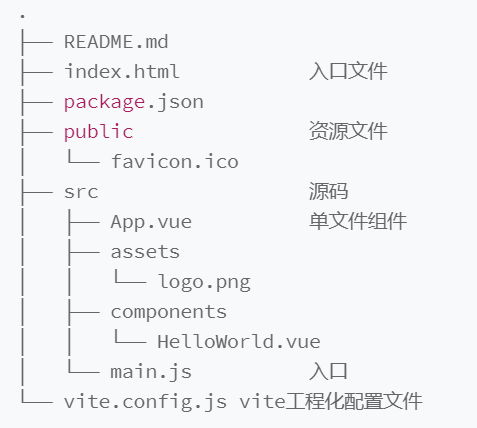 .
├── README.md
├── index.html           入口文件
├── package.json
├── public               资源文件
│   └── favicon.ico
├── src                  源码
│   ├── App.vue          单文件组件
│   ├── assets
│   │   └── logo.png
│   ├── components
│   │   └── HelloWorld.vue
│   └── main.js          入口
└── vite.config.js vite工程化配置文件